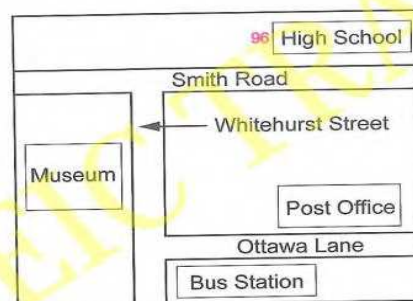 96 High School
Smith Road
Whitehurst Street
Museum
Post Office
Ottawa Lane
Bus Station